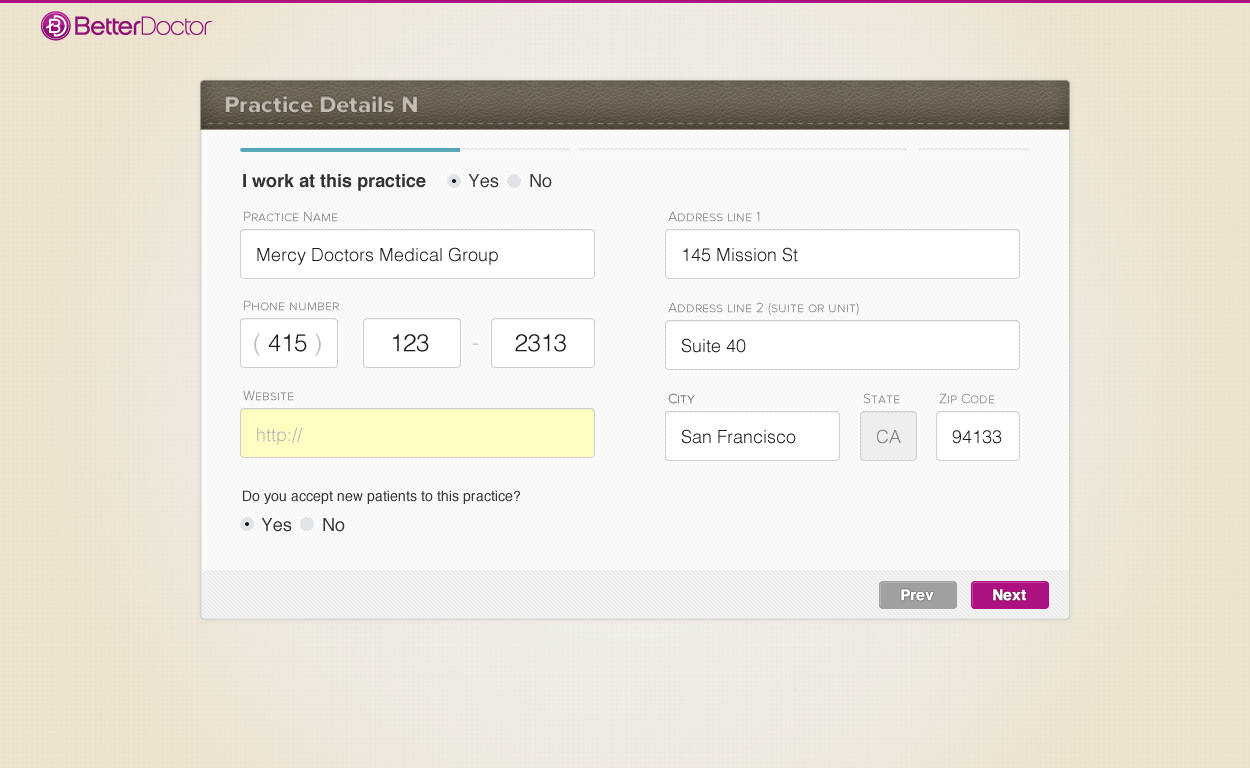 BetterDoctor
Practice Details N
I work at this practice Yes No
Practice Name
Mercy Doctors Medical Group
Phone number
( 415 ) 123 - 2313
Website
http://
Address line 1
145 Mission St
Address line 2 (suite or unit)
Suite 40
City State Zip Code
San Francisco CA 94133
Do you accept new patients to this practice?
Yes No
Prev Next